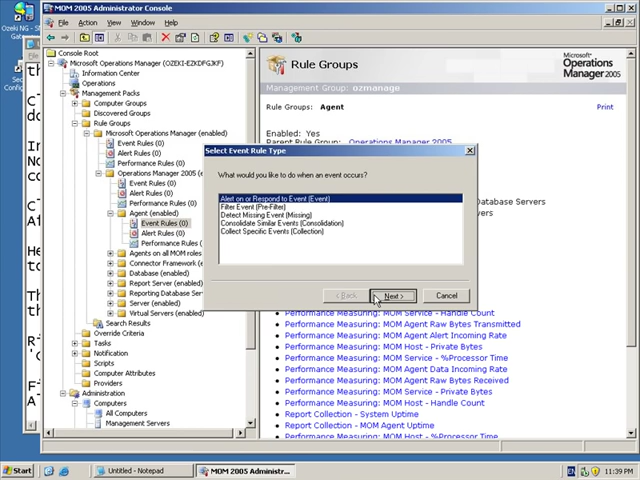 MOM 2005 Administrator Console
File Action View Window Help
Console Root
Microsoft Operations Manager (OZEKI-EZKDFGJKF)
Information Center
Operations
Management Packs
Computer Groups
Discovered Groups
Rule Groups
Microsoft Operations Manager (enabled)
Event Rules (0)
Alert Rules (0)
Performance Rules (0)
Operations Manager 2005 (e
Event Rules (0)
Alert Rules (0)
Performance Rules (0)
Agent (enabled)
Event Rules (0)
Alert Rules (0)
Performance Rules (
Agents on all MOM roles
Connector Framework (e
Database (enabled)
Report Server (enabled)
Reporting Database Serv
Server (enabled)
Virtual Servers (enabled)
Search Results
Override Criteria
Tasks
Notification
Scripts
Computer Attributes
Providers
Administration
Computers
All Computers
Management Servers
Rule Groups
Microsoft
Operations
Manager 2005
Management Group: ozmanage
Rule Groups: Agent
Print
Enabled: Yes
Parent Rule Group: Operations Manager 2005
Database Servers
ervers
Select Event Rule Type
What would you like to do when an event occurs?
Alert on or Respond to Event (Event)
Filter Event (Pre-Filter)
Detect Missing Event (Missing)
Consolidate Similar Events (Consolidation)
Collect Specific Events (Collection)
< Back
Next >
Cancel
Performance Measuring: MOM Service - Handle Count
Performance Measuring: MOM Agent Raw Bytes Transmitted
Performance Measuring: MOM Agent Alert Incoming Rate
Performance Measuring: MOM Host - Private Bytes
Performance Measuring: MOM Service - %Processor Time
Performance Measuring: MOM Agent Data Incoming Rate
Performance Measuring: MOM Agent Raw Bytes Received
Performance Measuring: MOM Service - Private Bytes
Performance Measuring: MOM Host - %Processor Time
Performance Measuring: MOM Host - Handle Count
Report Collection - System Uptime
Report Collection - MOM Agent Uptime
Start
Untitled - Notepad
MOM 2005 Administr...
EN
11:39 PM